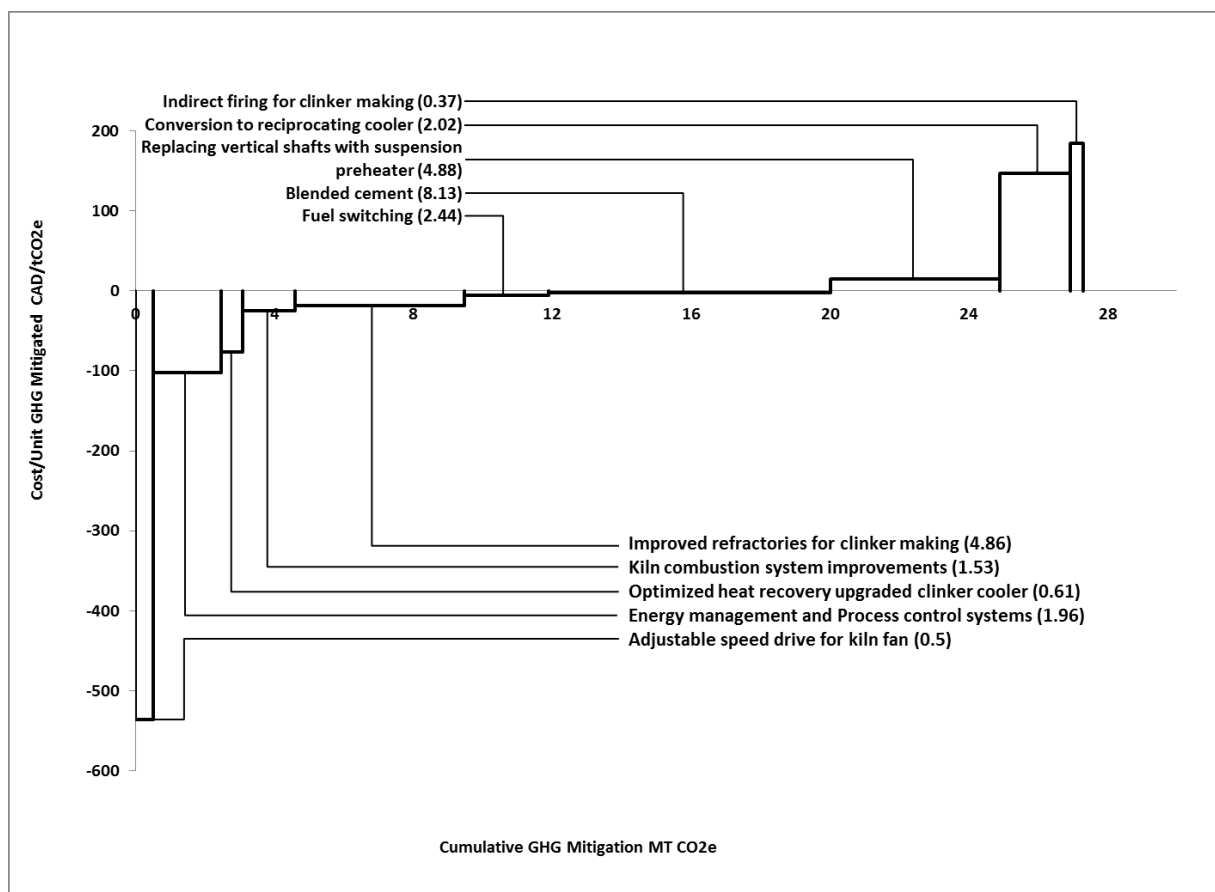 Indirect firing for clinker making (0.37)
Conversion to reciprocating cooler (2.02)
Replacing vertical shafts with suspension
preheater (4.88)
Blended cement (8.13)
Fuel switching (2.44)
200
100
0
-100
-200
-300
-400
-500
-600
0
4
8
12
16
20
24
28
Cost/Unit GHG Mitigated CAD/tCO2e
Improved refractories for clinker making (4.86)
Kiln combustion system improvements (1.53)
Optimized heat recovery upgraded clinker cooler (0.61)
Energy management and Process control systems (1.96)
Adjustable speed drive for kiln fan (0.5)
Cumulative GHG Mitigation MT CO2e